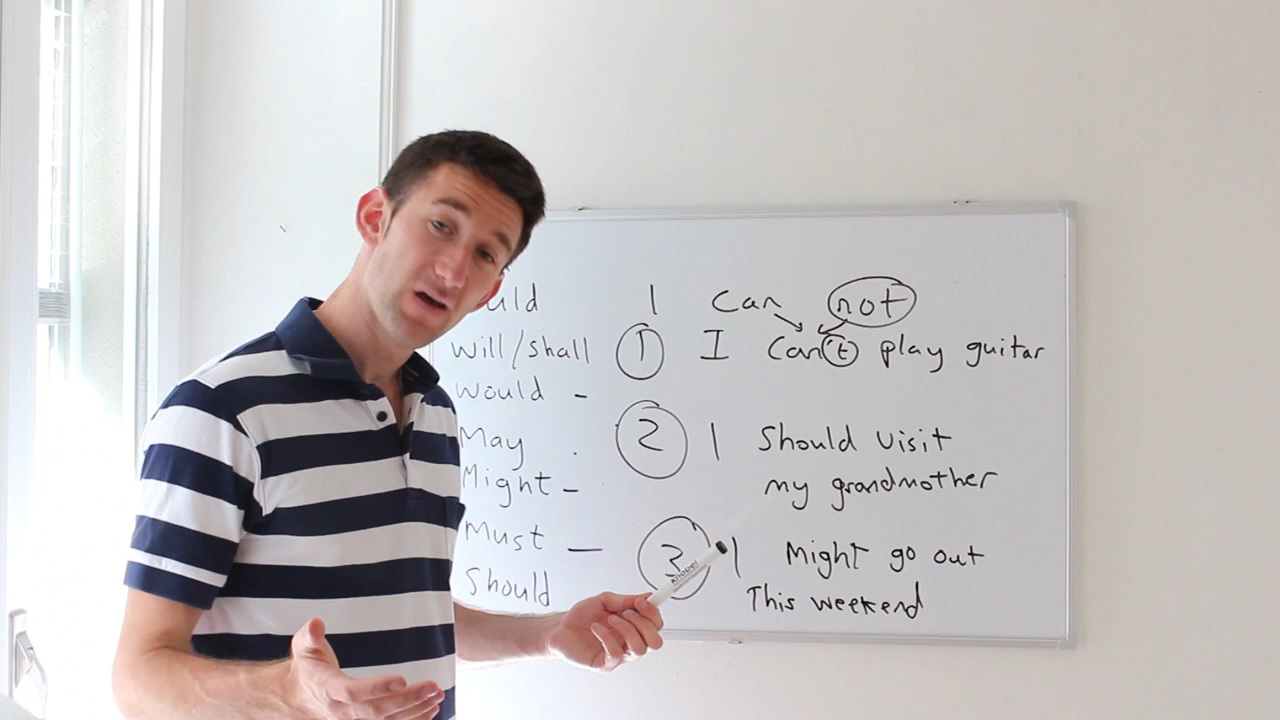 uld
will/shall
would -
May .
Might -
Must —
Should
I Can not
1 I Can't play guitar
2 I Should visit
my grandmother
3 I Might go out
This weekend